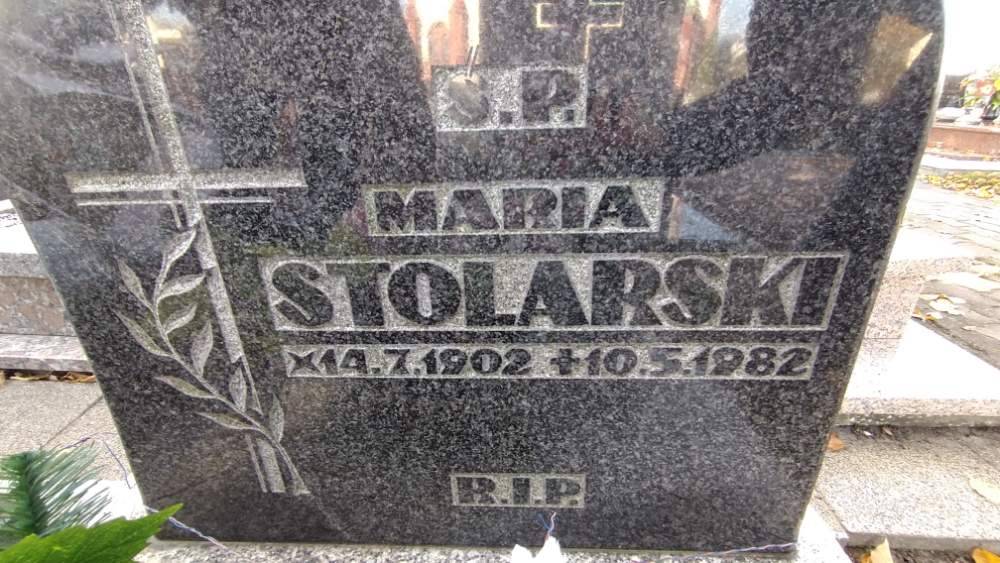 Ś.P.
MARIA
STOLARSKI
*14.7.1902 +10.5.1982
R.I.P.